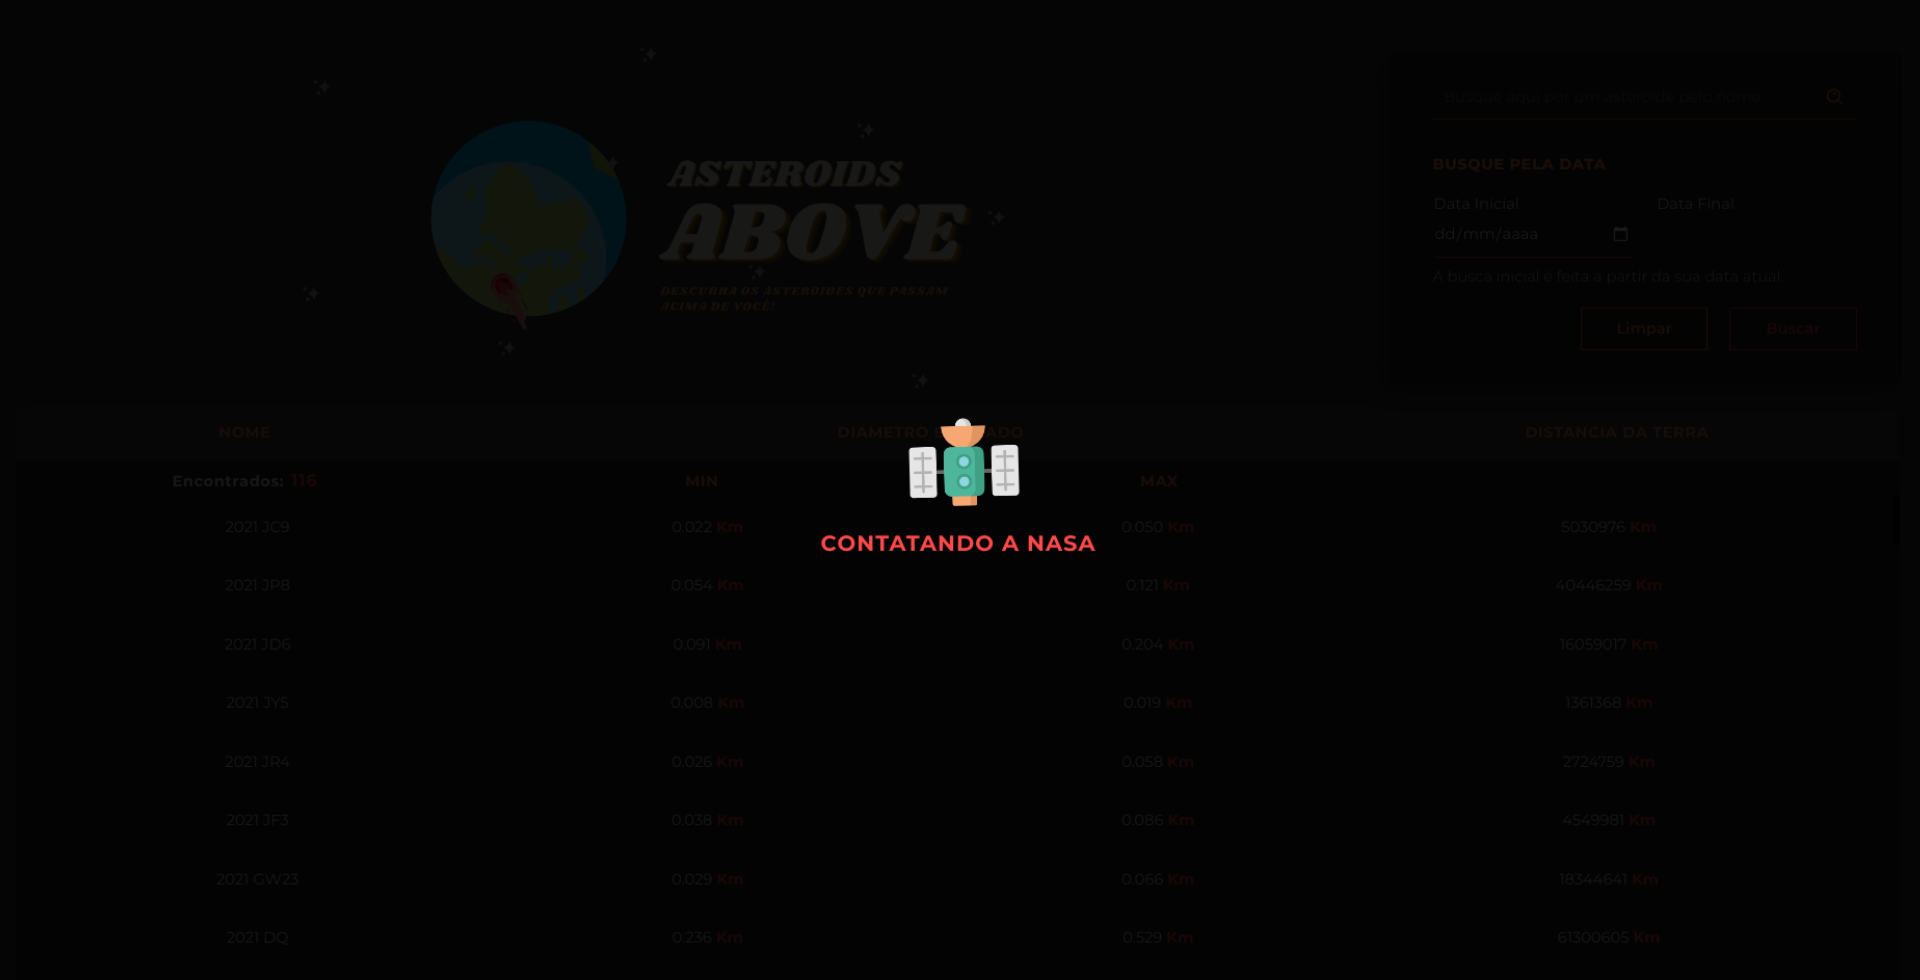 ASTEROIDS
ABOVE
DESCUBRA OS ASTEROIDES QUE PASSAM
ACIMA DE VOCÊ!
Busque aqui por um asteroide pelo nome
BUSQUE PELA DATA
Data Inicial Data Final
dd/mm/aaaa
A busca inicial é feita a partir da sua data atual.
Limpar Buscar
NOME DIAMETRO DISTANCIA DA TERRA
Encontrados: 116 MIN MAX
2021 JC9 0.022 Km 0.050 Km 5030976 Km
CONTATANDO A NASA
2021 JP8 0.054 Km 0.121 Km 40446259 Km
2021 JD6 0.091 Km 0.204 Km 16059017 Km
2021 JY5 0.008 Km 0.019 Km 1361368 Km
2021 JR4 0.026 Km 0.058 Km 2724759 Km
2021 JF3 0.038 Km 0.086 Km 4549981 Km
2021 GW23 0.029 Km 0.066 Km 18344641 Km
2021 DQ 0.236 Km 0.529 Km 61300605 Km